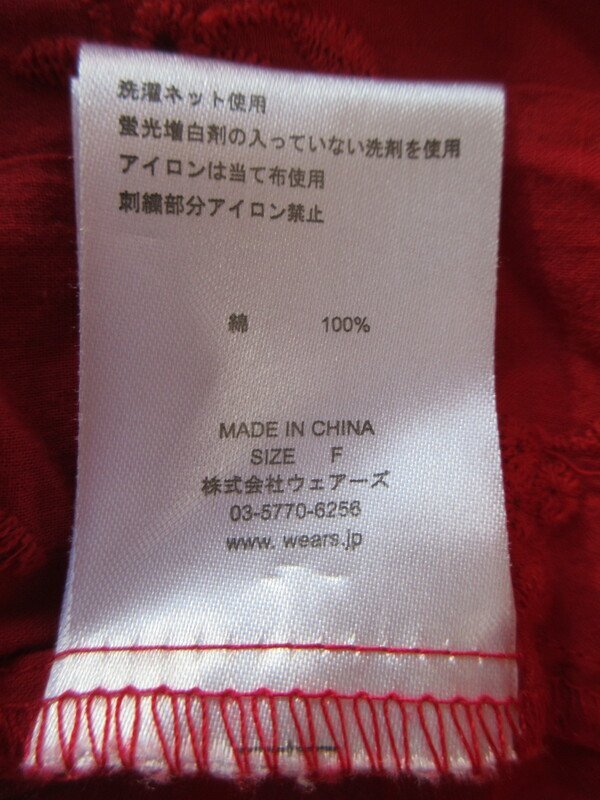 洗濯ネット使用
蛍光増白剤の入っていない洗剤を使用
アイロンは当て布使用
刺繍部分アイロン禁止
綿 100%
MADE IN CHINA
SIZE F
株式会社ウェアーズ
03-5770-6256
www. wears.jp